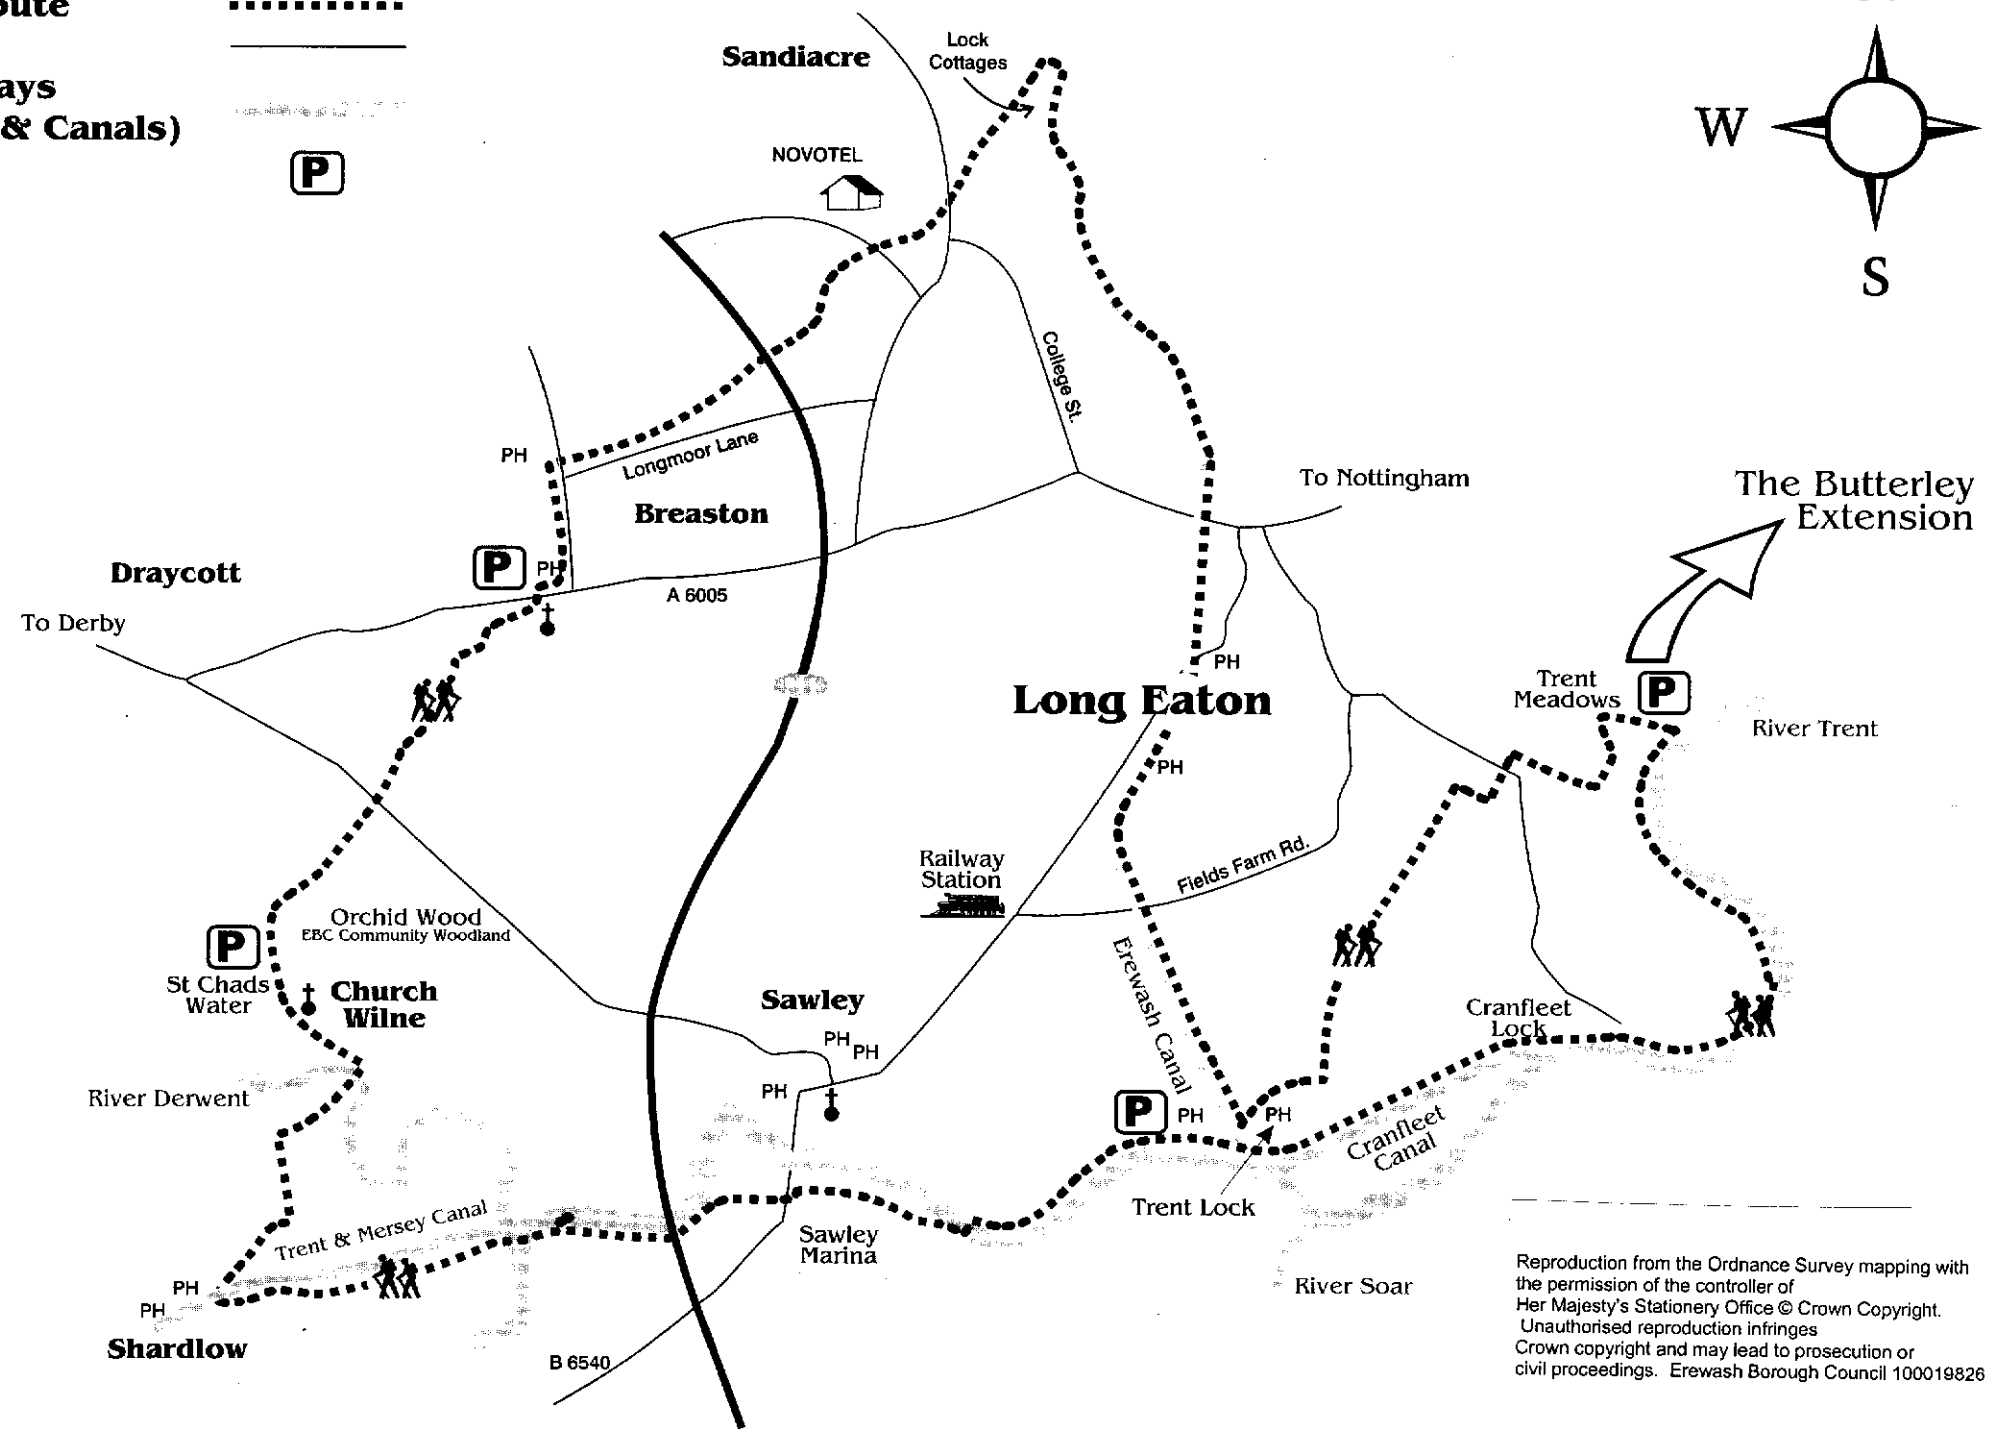 oute
ays
& Canals)
P
Sandiacre
Lock
Cottages
NOVOTEL
W
S
College St.
PH
Longmoor Lane
Breaston
To Nottingham
The Butterley
Extension
Draycott
P
PH
A 6005
To Derby
PH
Long Eaton
Trent
Meadows
P
River Trent
PH
Railway
Station
Fields Farm Rd.
Orchid Wood
EBC Community Woodland
P
St Chads
Water
Church
Wilne
Erewash Canal
Sawley
PH
PH
PH
Cranfleet
Lock
River Derwent
P
PH
PH
Cranfleet
Canal
Trent Lock
Trent & Mersey Canal
Sawley
Marina
River Soar
PH
PH
Shardlow
B 6540
Reproduction from the Ordnance Survey mapping with
the permission of the controller of
Her Majesty's Stationery Office © Crown Copyright.
Unauthorised reproduction infringes
Crown copyright and may lead to prosecution or
civil proceedings. Erewash Borough Council 100019826